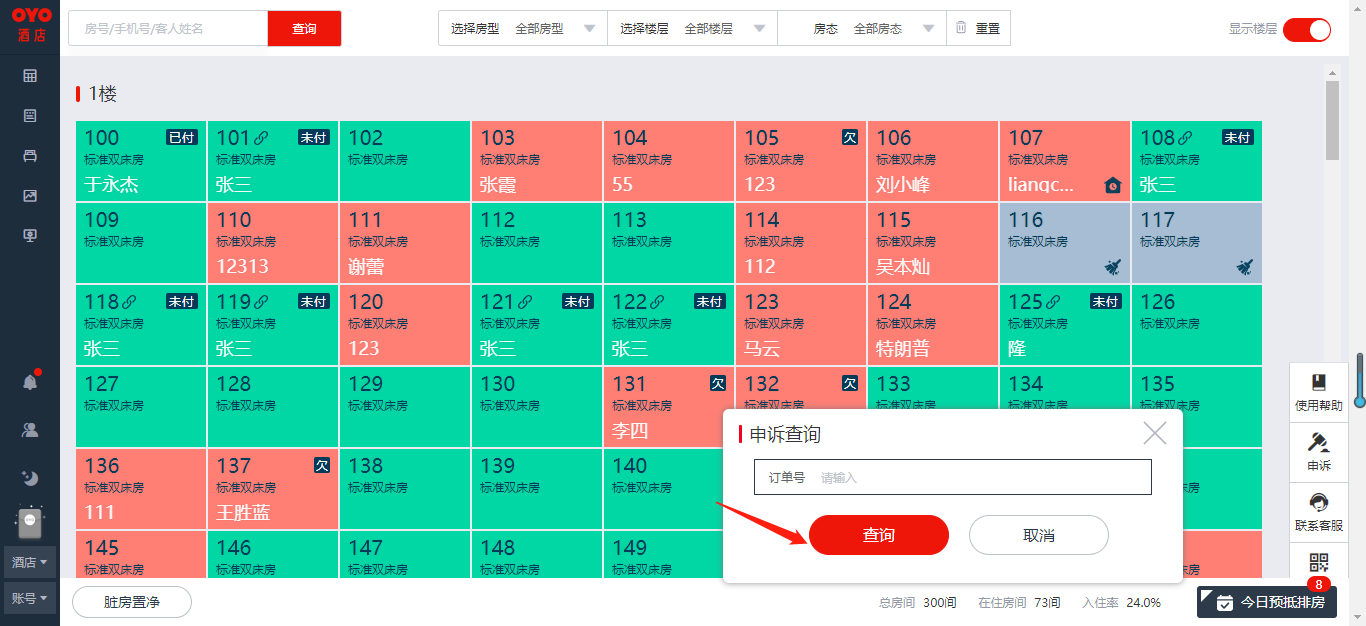 OYO
酒店
房号/手机号/客人姓名 查询 选择房型 全部房型 选择楼层 全部楼层 房态 全部房态 重置 显示楼层
1楼
100 已付 101 未付 102 103 104 105 欠 106 107 108 未付
标准双床房 标准双床房 标准双床房 标准双床房 标准双床房 标准双床房 标准双床房 标准双床房 标准双床房
于永杰 张三 张霞 55 123 刘小峰 liangc... 张三
109 110 111 112 113 114 115 116 117
标准双床房 标准双床房 标准双床房 标准双床房 标准双床房 标准双床房 标准双床房 标准双床房 标准双床房
12313 谢蕾 112 吴本灿
118 未付 119 未付 120 121 未付 122 未付 123 124 125 未付 126
标准双床房 标准双床房 标准双床房 标准双床房 标准双床房 标准双床房 标准双床房 标准双床房 标准双床房
张三 张三 123 张三 张三 马云 特朗普 隆
127 128 129 130 131 欠 132 欠 133 134 135
标准双床房 标准双床房 标准双床房 标准双床房 标准双床房 标准双床房 标准双床房 标准双床房 标准双床房
李四
136 137 欠 138 139 140
标准双床房 标准双床房 标准双床房 标准双床房 标准双床房 床房
111 王胜蓝
145 146 147 148 149
标准双床房 标准双床房 标准双床房 标准双床房 标准双床房 床房
申诉查询
订单号 请输入
查询 取消
使用帮助
申诉
联系客服
酒店
账号
脏房置净 总房间 300间 在住房间 73间 入住率 24.0% 8
今日预抵排房